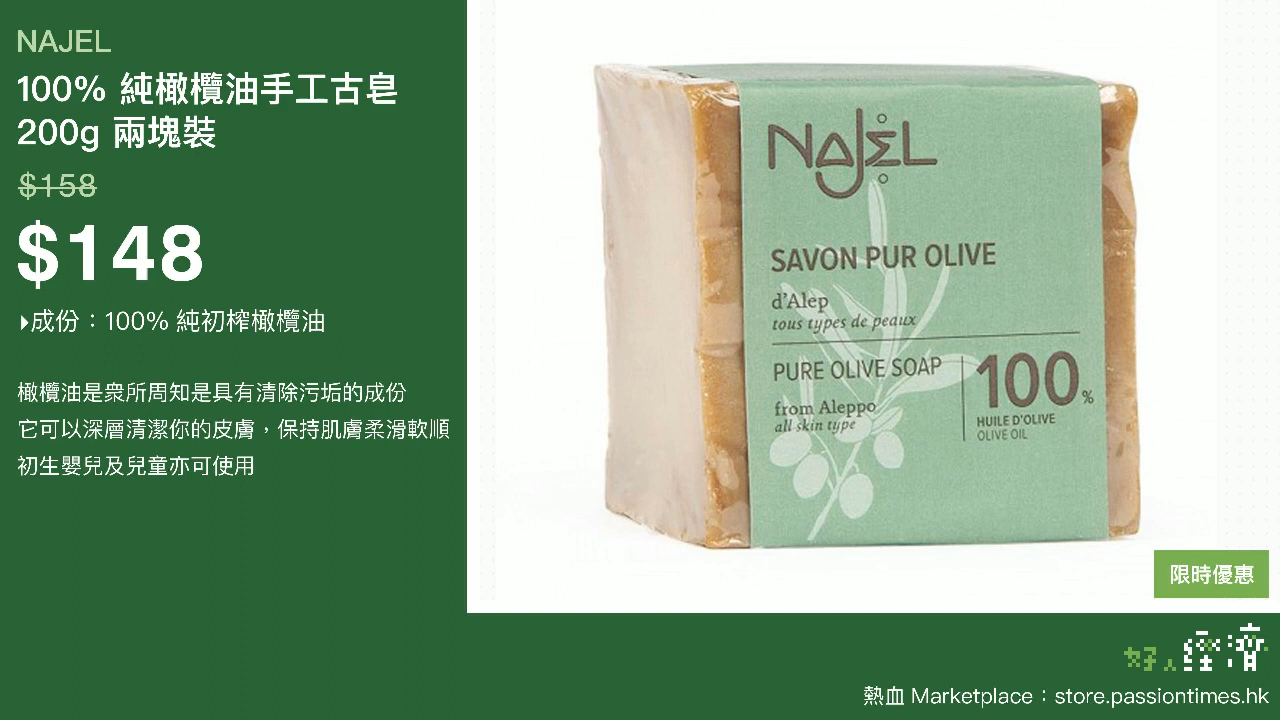 NAJEL
100% 純橄欖油手工古皂
200g 兩塊裝
$158
$148
▸成份：100% 純初榨橄欖油
橄欖油是衆所周知是具有清除污垢的成份
它可以深層清潔你的皮膚，保持肌膚柔滑軟順
初生嬰兒及兒童亦可使用
NAJEL
SAVON PUR OLIVE
d'Alep
tous types de peaux
PURE OLIVE SOAP
from Aleppo
all skin type
100%
HUILE D'OLIVE
OLIVE OIL
限時優惠
好人經濟
熱血 Marketplace：store.passiontimes.hk